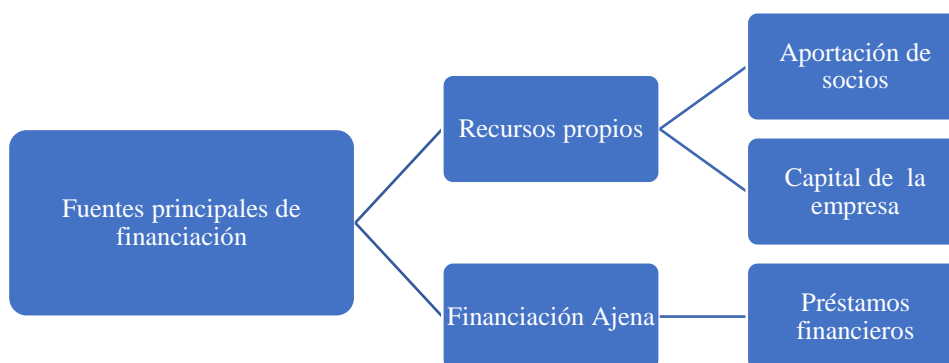 Fuentes principales de
financiación
Recursos propios
Aportación de
socios
Capital de  la
empresa
Financiación Ajena
Préstamos
financieros